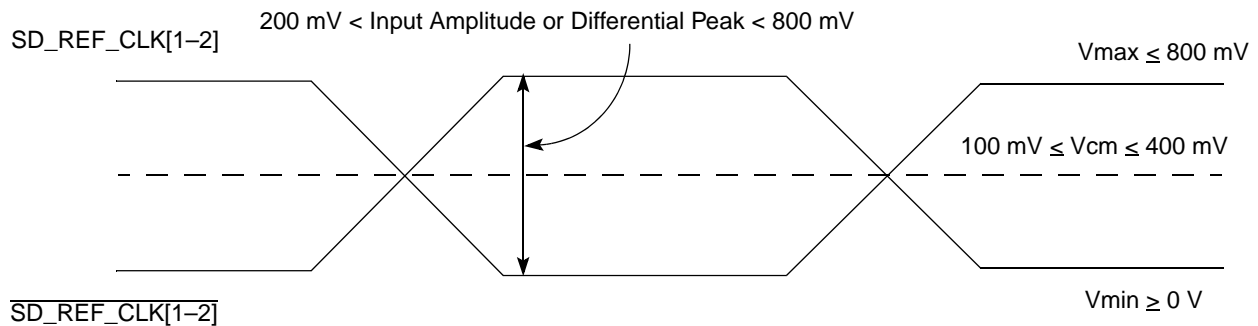 200 mV < Input Amplitude or Differential Peak < 800 mV
SD_REF_CLK[1–2]
Vmax ≤ 800 mV
100 mV ≤ Vcm ≤ 400 mV
Vmin ≥ 0 V
S̅D̅_̅R̅E̅F̅_̅C̅L̅K̅[̅1̅–̅2̅]̅